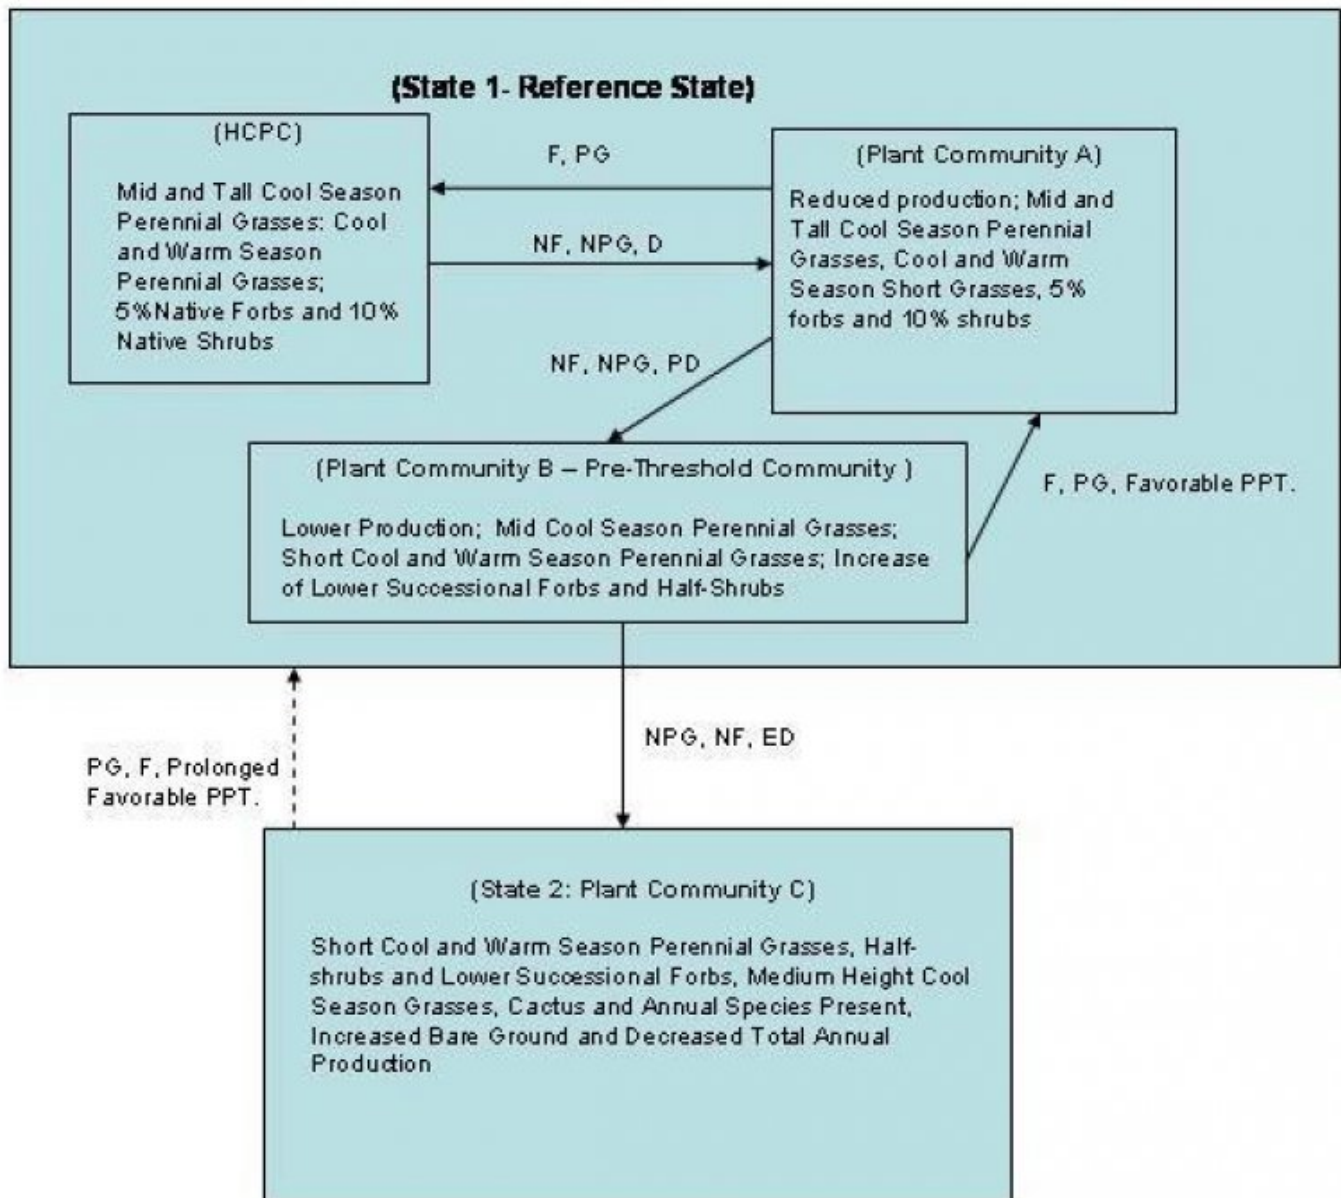 (State 1- Reference State)
(HCPC)
Mid and Tall Cool Season
Perennial Grasses: Cool
and Warm Season
Perennial Grasses;
5%Native Forbs and 10%
Native Shrubs
F, PG
NF, NPG, D
(Plant Community A)
Reduced production; Mid and
Tall Cool Season Perennial
Grasses, Cool and Warm
Season Short Grasses, 5%
forbs and 10% shrubs
NF, NPG, PD
(Plant Community B – Pre-Threshold Community )
Lower Production; Mid Cool Season Perennial Grasses;
Short Cool and Warm Season Perennial Grasses; Increase
of Lower Successional Forbs and Half-Shrubs
F, PG, Favorable PPT.
NPG, NF, ED
PG, F, Prolonged
Favorable PPT.
(State 2: Plant Community C)
Short Cool and Warm Season Perennial Grasses, Half-
shrubs and Lower Successional Forbs, Medium Height Cool
Season Grasses, Cactus and Annual Species Present,
Increased Bare Ground and Decreased Total Annual
Production